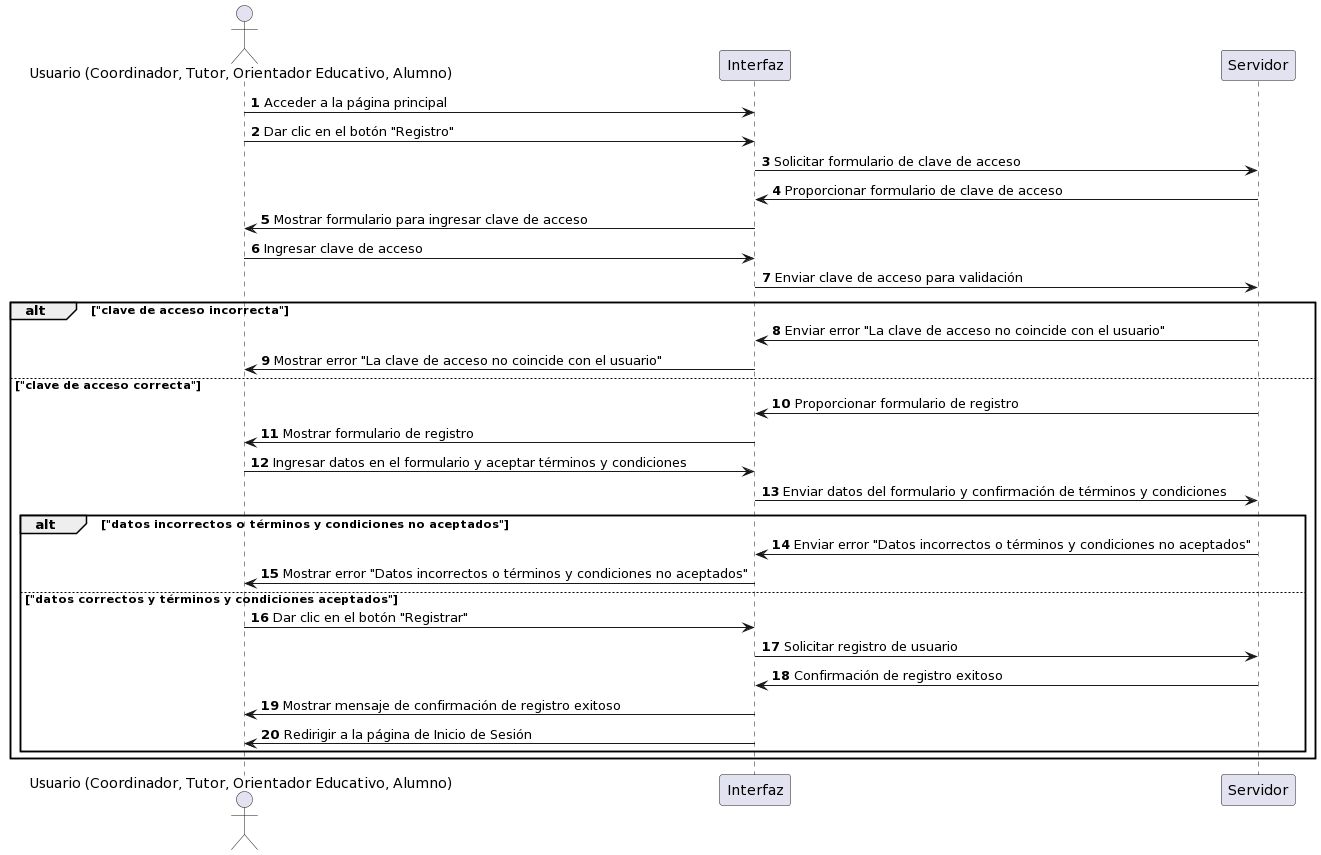 Usuario (Coordinador, Tutor, Orientador Educativo, Alumno)
Interfaz
Servidor
1 Acceder a la página principal
2 Dar clic en el botón "Registro"
3 Solicitar formulario de clave de acceso
4 Proporcionar formulario de clave de acceso
5 Mostrar formulario para ingresar clave de acceso
6 Ingresar clave de acceso
7 Enviar clave de acceso para validación
alt ["clave de acceso incorrecta"]
8 Enviar error "La clave de acceso no coincide con el usuario"
9 Mostrar error "La clave de acceso no coincide con el usuario"
["clave de acceso correcta"]
10 Proporcionar formulario de registro
11 Mostrar formulario de registro
12 Ingresar datos en el formulario y aceptar términos y condiciones
13 Enviar datos del formulario y confirmación de términos y condiciones
alt ["datos incorrectos o términos y condiciones no aceptados"]
14 Enviar error "Datos incorrectos o términos y condiciones no aceptados"
15 Mostrar error "Datos incorrectos o términos y condiciones no aceptados"
["datos correctos y términos y condiciones aceptados"]
16 Dar clic en el botón "Registrar"
17 Solicitar registro de usuario
18 Confirmación de registro exitoso
19 Mostrar mensaje de confirmación de registro exitoso
20 Redirigir a la página de Inicio de Sesión
Usuario (Coordinador, Tutor, Orientador Educativo, Alumno)
Interfaz
Servidor